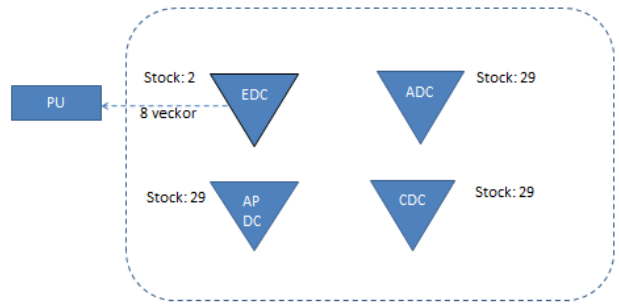 Stock: 2
EDC
ADC
Stock: 29
PU
8 veckor
Stock: 29
AP
DC
CDC
Stock: 29